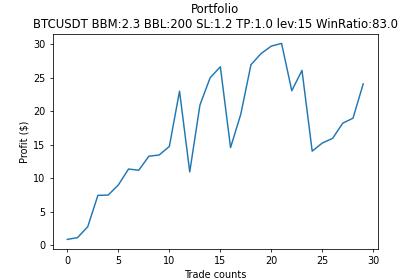 Portfolio
BTCUSDT BBM:2.3 BBL:200 SL:1.2 TP:1.0 lev:15 WinRatio:83.0
30
25
20
15
10
5
0
Profit ($)
0 5 10 15 20 25 30
Trade counts